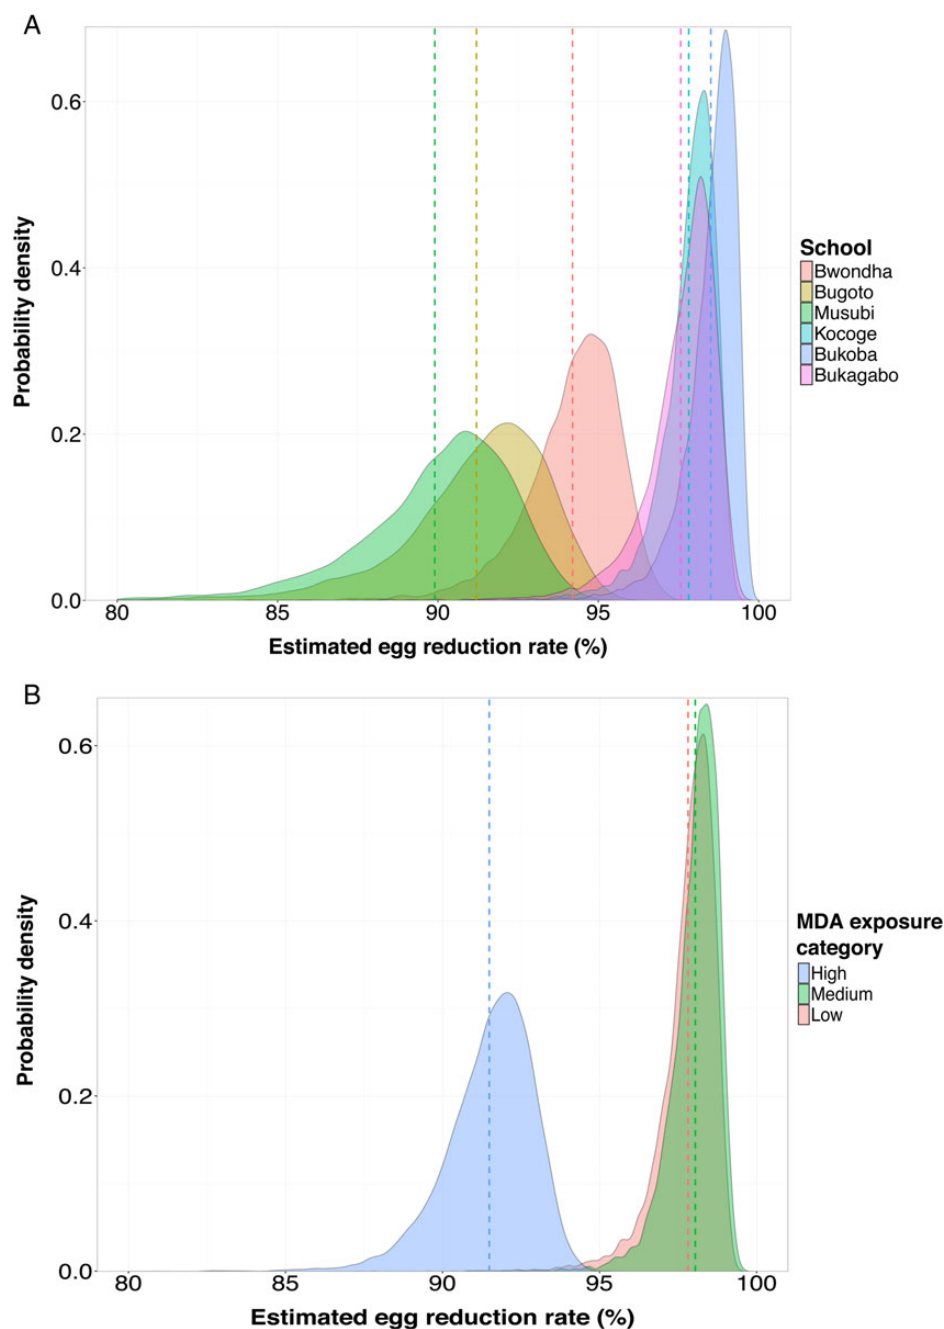 A
0.6
0.4
0.2
0.0
Probability density
80 85 90 95 100
Estimated egg reduction rate (%)
School
Bwondha
Bugoto
Musubi
Kocoge
Bukoba
Bukagabo
B
0.6
0.4
0.2
0.0
Probability density
80 85 90 95 100
Estimated egg reduction rate (%)
MDA exposure
category
High
Medium
Low